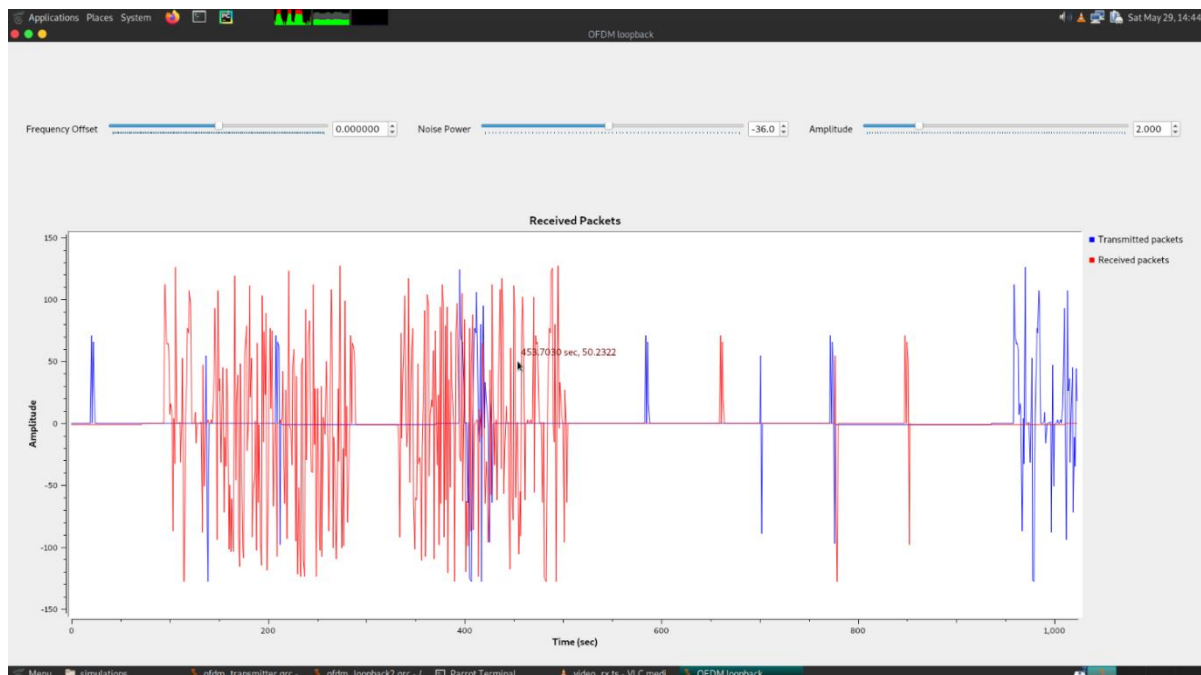 Applications Places System
Sat May 29, 14:44
OFDM loopback
Frequency Offset 0.000000 Noise Power -36.0 Amplitude 2.000
Received Packets
Transmitted packets
Received packets
150
100
50
0
-50
-100
-150
Amplitude
453.7030 sec, 50.2322
0 200 400 600 800 1,000
Time (sec)
Menu simulations ofdm_transmitter.grc - ofdm_loopback2.grc - ( Parrot Terminal video_rx.ts - VLC medi OFDM loopback